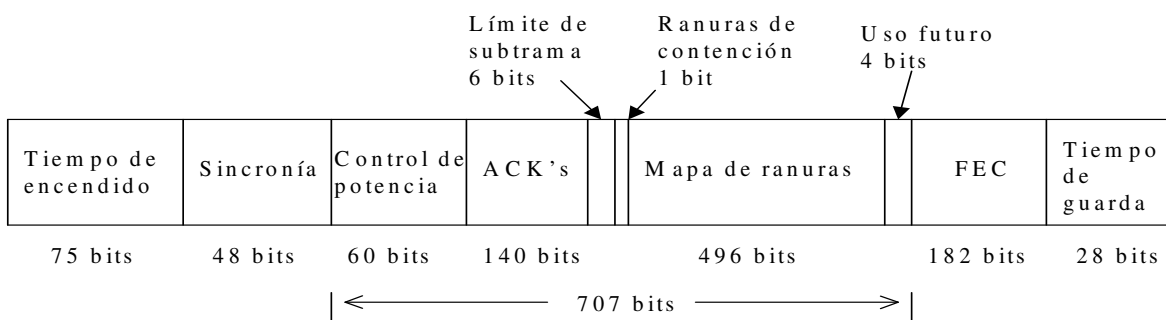 Límite de
subtrama
6 bits
Ranuras de
contención
1 bit
Uso futuro
4 bits
Tiempo de
encendido
Sincronía
Control de
potencia
ACK's
Mapa de ranuras
FEC
Tiempo
de
guarda
75 bits
48 bits
60 bits
140 bits
496 bits
182 bits
28 bits
707 bits